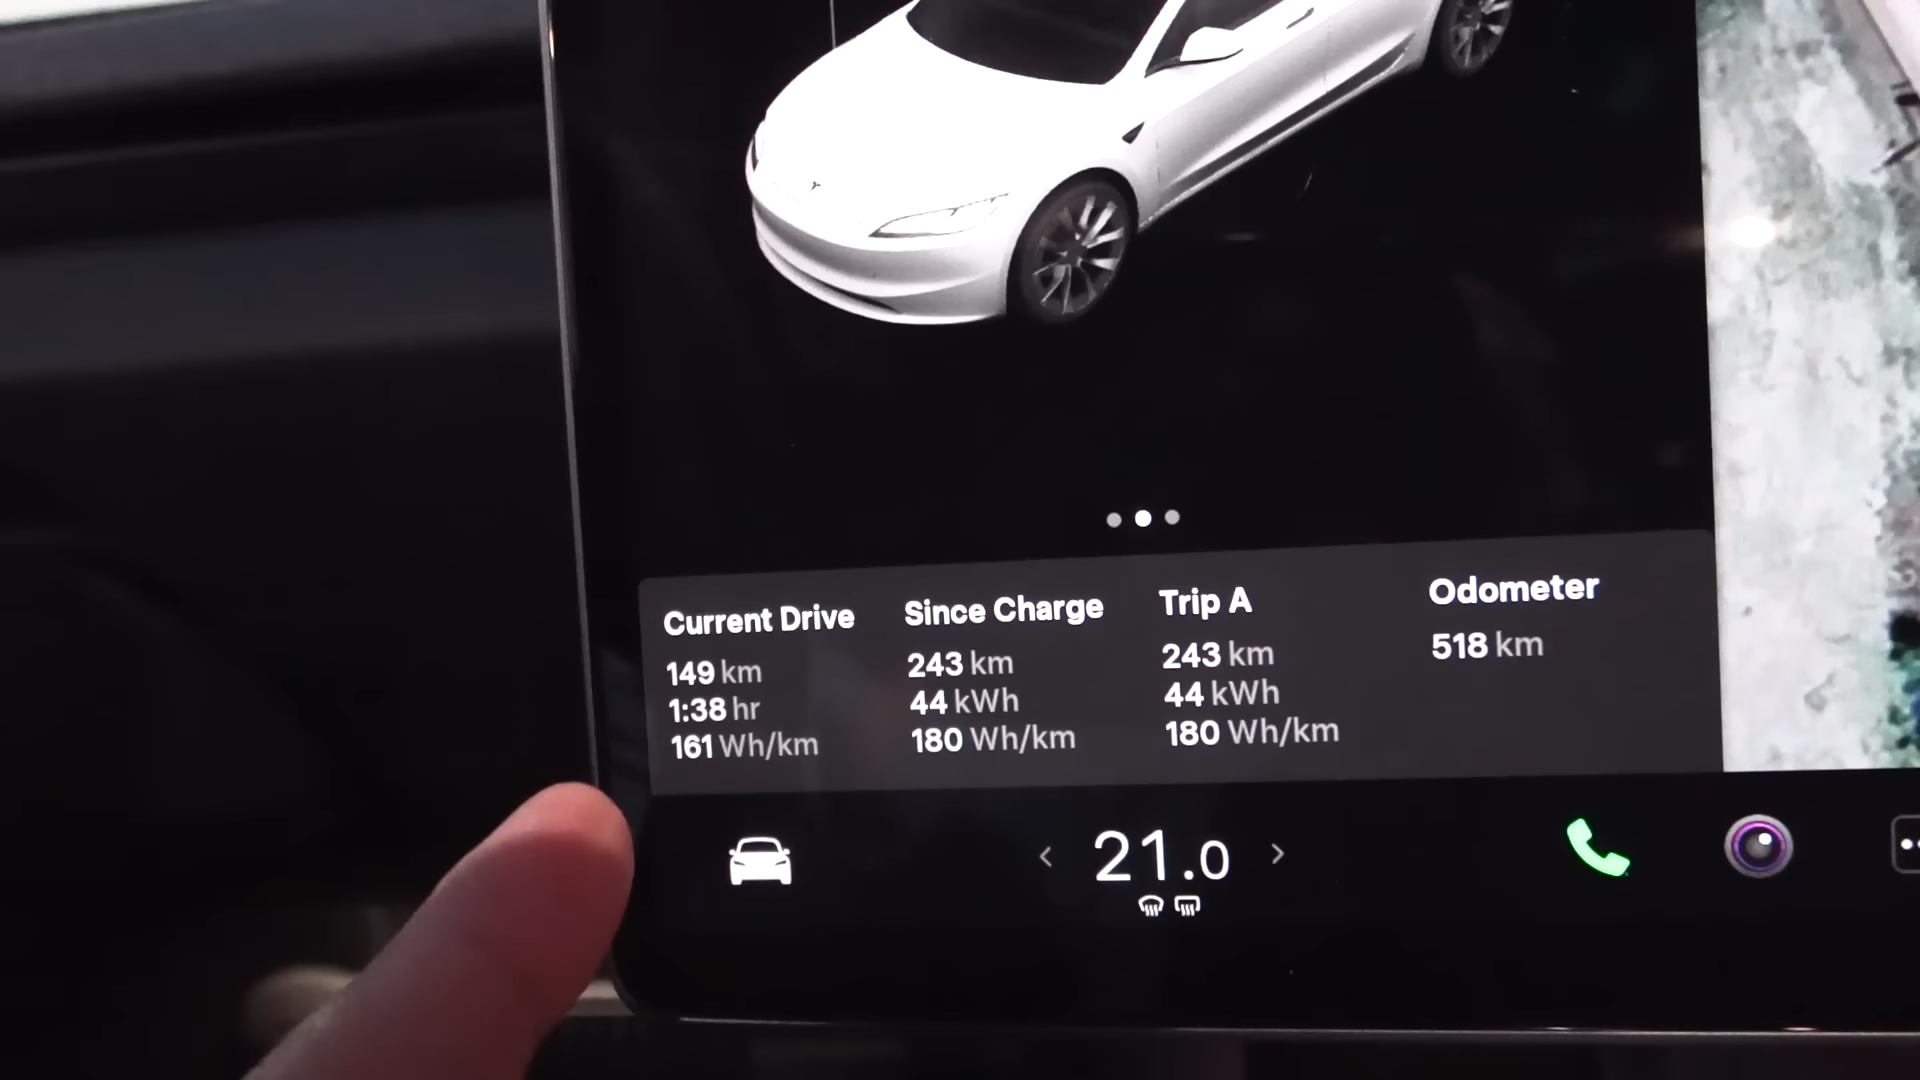 Current Drive
149 km
1:38 hr
161 Wh/km
Since Charge
243 km
44 kWh
180 Wh/km
Trip A
243 km
44 kWh
180 Wh/km
Odometer
518 km
21.0